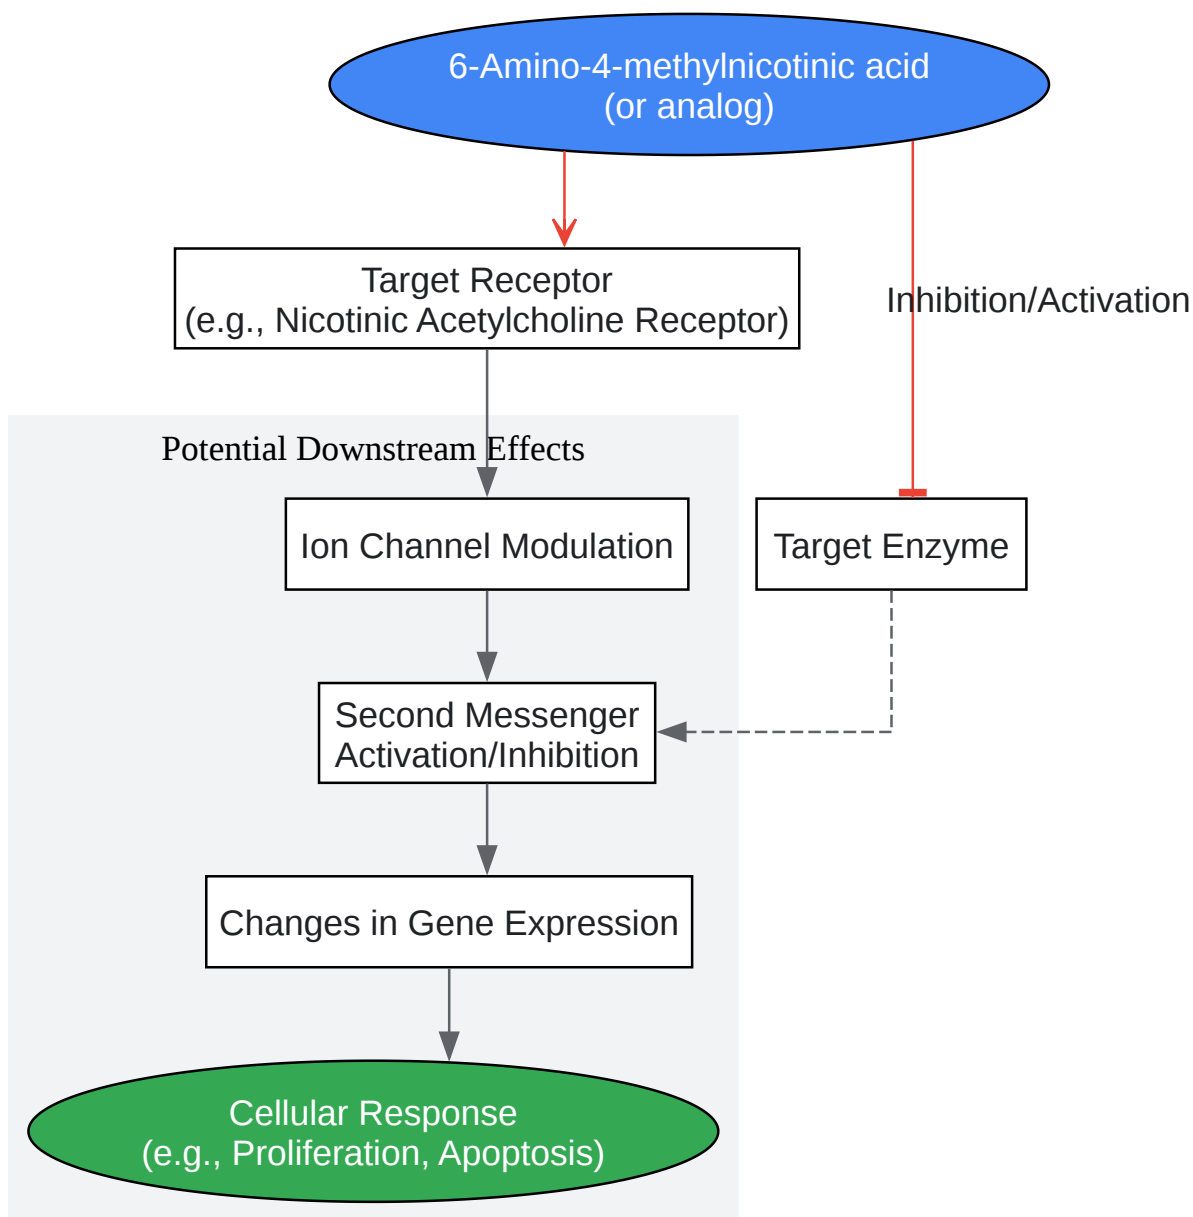 6-Amino-4-methylnicotinic acid
(or analog)
Target Receptor
(e.g., Nicotinic Acetylcholine Receptor)
Inhibition/Activation
Potential Downstream Effects
Ion Channel Modulation
Target Enzyme
Second Messenger
Activation/Inhibition
Changes in Gene Expression
Cellular Response
(e.g., Proliferation, Apoptosis)